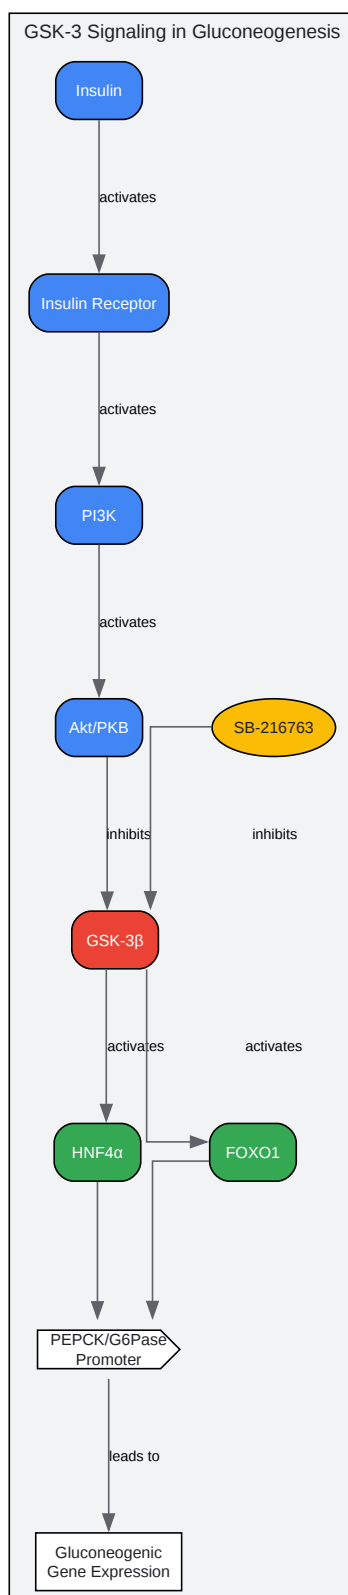 GSK-3 Signaling in Gluconeogenesis
Insulin
activates
Insulin Receptor
activates
PI3K
activates
Akt/PKB
SB-216763
inhibits
inhibits
GSK-3β
activates
activates
HNF4α
FOXO1
PEPCK/G6Pase
Promoter
leads to
Gluconeogenic
Gene Expression